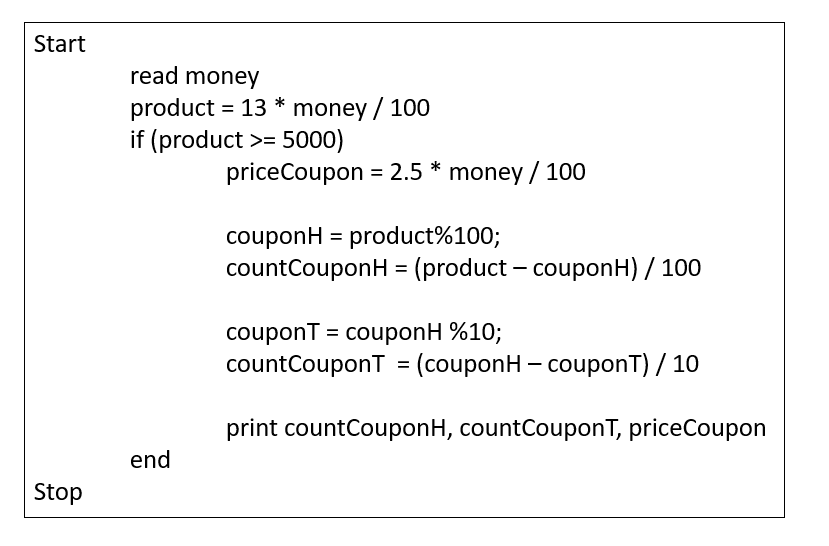 Start
read money
product = 13 * money / 100
if (product >= 5000)
priceCoupon = 2.5 * money / 100
couponH = product%100;
countCouponH = (product – couponH) / 100
couponT = couponH %10;
countCouponT  = (couponH – couponT) / 10
print countCouponH, countCouponT, priceCoupon
end
Stop